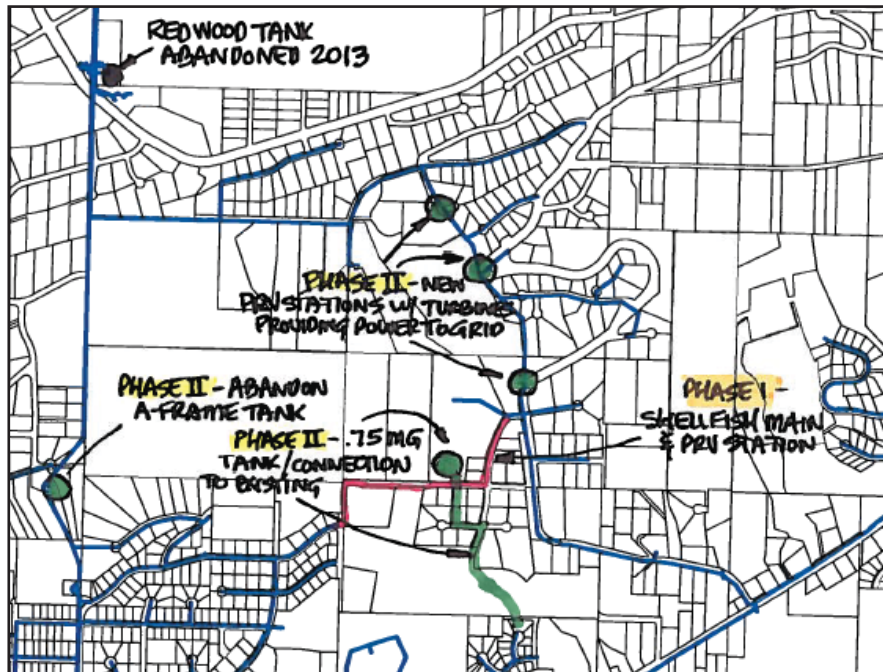 REDWOOD TANK
ABANDONED 2013
PHASE II - NEW
PRV STATIONS W/ TURBINES
PROVIDING POWER TO GRID
PHASE II - ABANDON
A-FRAME TANK
PHASE II - .75 MG
TANK/CONNECTION
TO EXISTING
PHASE I -
SHELLFISH MAIN
& PRV STATION